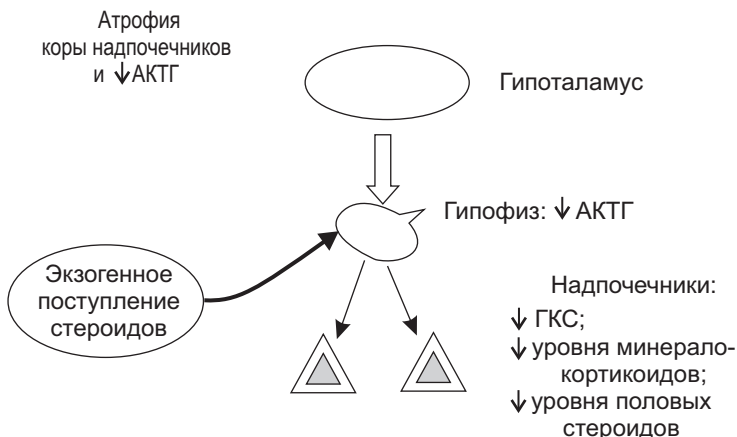 Атрофия
коры надпочечников
и ↓АКТГ
Гипоталамус
Гипофиз: ↓ АКТГ
Экзогенное
поступление
стероидов
Надпочечники:
↓ ГКС;
↓ уровня минерало-
кортикоидов;
↓ уровня половых
стероидов